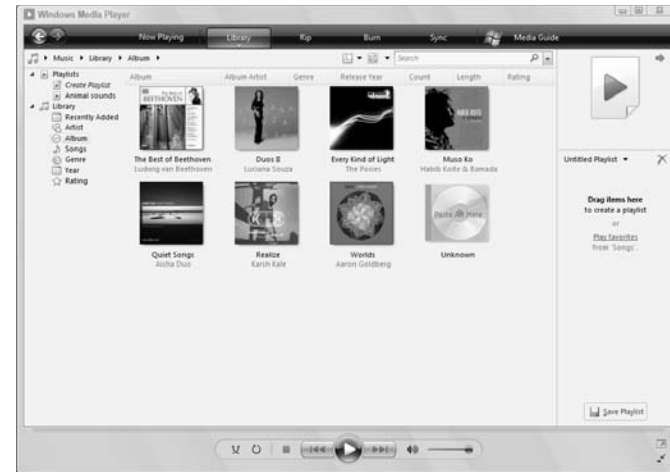 Windows Media Player
Now Playing
Library
Rip
Burn
Sync
Media Guide
Music ▸ Library ▸ Album ▸
Search
Playlists
Create Playlist
Animal sounds
Library
Recently Added
Artist
Album
Songs
Genre
Year
Rating
Album
Album Artist
Genre
Release Year
Count
Length
Rating
The Best of
BEETHOVEN
The Best of Beethoven
Ludwig van Beethoven
Duos II
Luciana Souza
Every Kind of Light
The Posies
Muso Ko
Habib Koite & Bamada
Quiet Songs
Aisha Duo
Realize
Karsh Kale
Worlds
Aaron Goldberg
Paste Art Here
Unknown
Untitled Playlist
Drag items here
to create a playlist
or
Play favorites
from 'Songs'.
Save Playlist